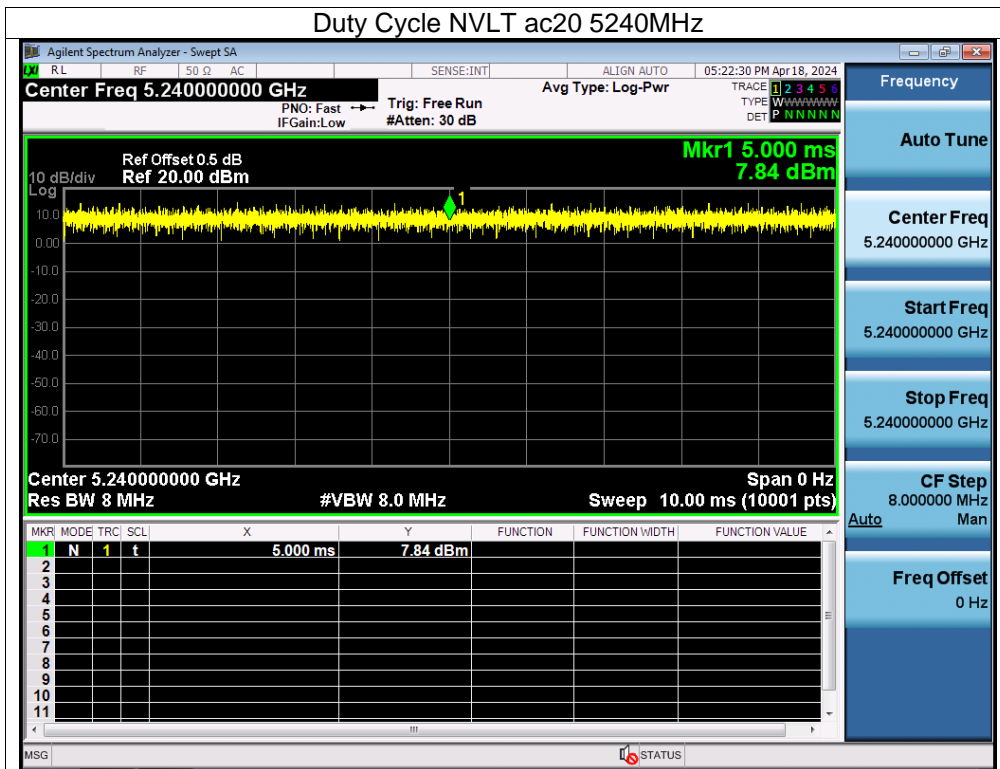 Duty Cycle NVLT ac20 5240MHz
Agilent Spectrum Analyzer - Swept SA
LXI RL RF 50 Ω AC SENSE:INT ALIGN AUTO 05:22:30 PM Apr 18, 2024
Center Freq 5.240000000 GHz
PNO: Fast
IFGain:Low
Trig: Free Run
#Atten: 30 dB
Avg Type: Log-Pwr
TRACE 1 2 3 4 5 6
TYPE WWWWWW
DET P N N N N N
Mkr1 5.000 ms
7.84 dBm
Ref Offset 0.5 dB
10 dB/div Ref 20.00 dBm
Log
1
10.0
0.00
-10.0
-20.0
-30.0
-40.0
-50.0
-60.0
-70.0
Center 5.240000000 GHz Span 0 Hz
Res BW 8 MHz #VBW 8.0 MHz Sweep 10.00 ms (10001 pts)
MKR MODE TRC SCL X Y FUNCTION FUNCTION WIDTH FUNCTION VALUE
1 N 1 t 5.000 ms 7.84 dBm
2
3
4
5
6
7
8
9
10
11
MSG STATUS
Frequency
Auto Tune
Center Freq
5.240000000 GHz
Start Freq
5.240000000 GHz
Stop Freq
5.240000000 GHz
CF Step
8.000000 MHz
Auto Man
Freq Offset
0 Hz